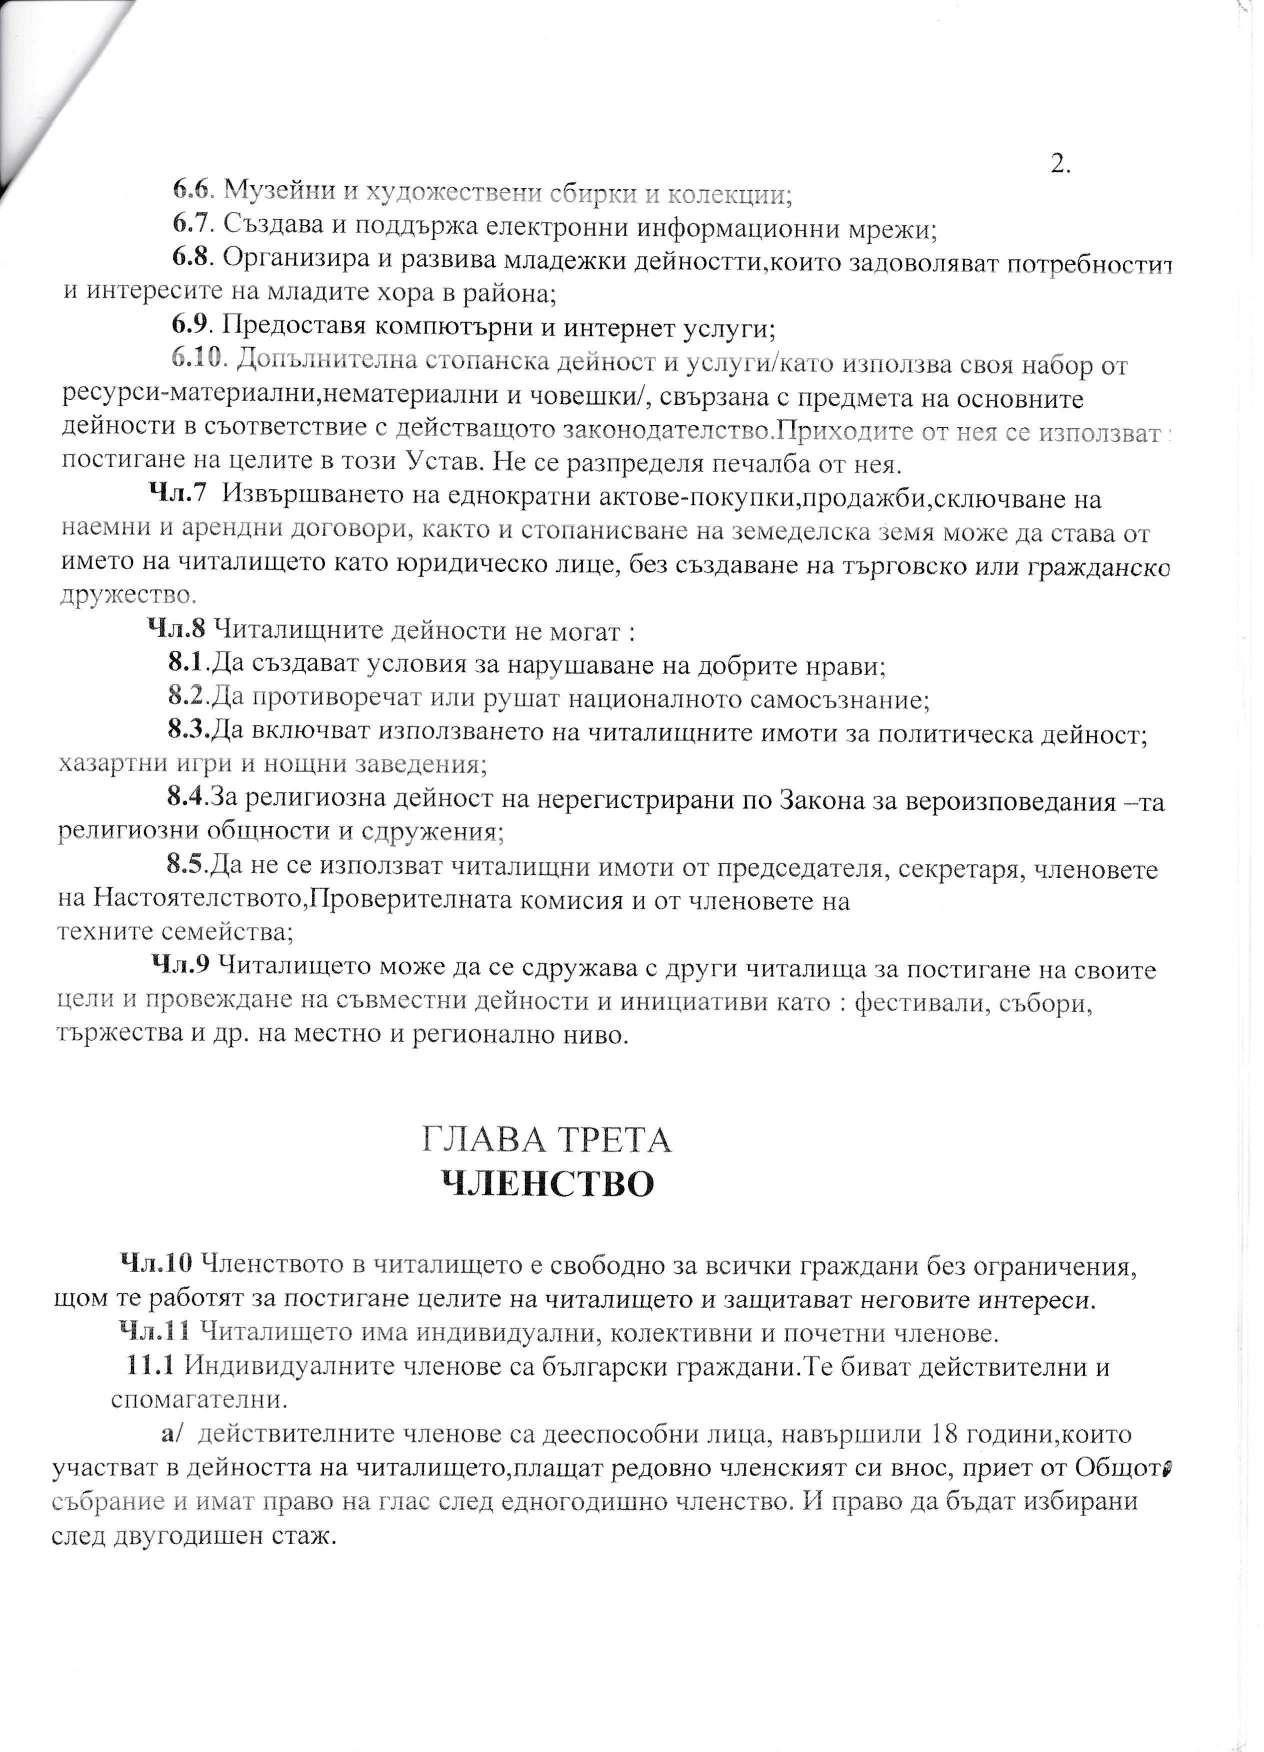 2.
6.6. Музейни и художествени сбирки и колекции;
6.7. Създава и поддържа електронни информационни мрежи;
6.8. Организира и развива младежки дейностти,които задоволяват
и интересите на младите хора в района;
6.9. Предоставя компютърни и интернет услуги;
6.10. Допълнителна стопанска дейност и услуги/като използва своя набор от
ресурси-материални,нематериални и човешки/, свързана с предмета на основните
дейности в съответствие с действащото законодателство.Приходите от нея се използват
постигане на целите в този Устав. Не се разпределя печалба от нея.
Чл.7 Извършването на еднократни актове-покупки,продажби,сключване на
наемни и арендни договори, както и стопанисване на земеделска земя може да става от
името на читалището като юридическо лице, без създаване на търговско или гражданско
дружество.
Чл.8 Читалищните дейности не могат :
8.1.Да създават условия за нарушаване на добрите нрави;
8.2.Да противоречат или рушат националното самосъзнание;
8.3.Да включват използването на читалищните имоти за политическа дейност;
хазартни игри и нощни заведения;
8.4.За религиозна дейност на нерегистрирани по Закона за вероизповедания –та
религиозни общности и сдружения;
8.5.Да не се използват читалищни имоти от председателя, секретаря, членовете
на Настоятелството,Проверителната комисия и от членовете на
техните семейства;
Чл.9 Читалището може да се сдружава с други читалища за постигане на своите
цели и провеждане на съвместни дейности и инициативи като : фестивали, събори,
тържества и др. на местно и регионално ниво.
ГЛАВА ТРЕТА
ЧЛЕНСТВО
Чл.10 Членството в читалището е свободно за всички граждани без ограничения,
щом те работят за постигане целите на читалището и защитават неговите интереси.
Чл.11 Читалището има индивидуални, колективни и почетни членове.
11.1 Индивидуалните членове са български граждани.Те биват действителни и
спомагателни.
а/ действителните членове са дееспособни лица, навършили 18 години,които
участват в дейността на читалището,плащат редовно членският си внос, приет от
събрание и имат право на глас след едногодишно членство. И право да бъдат избирани
след двугодишен стаж.